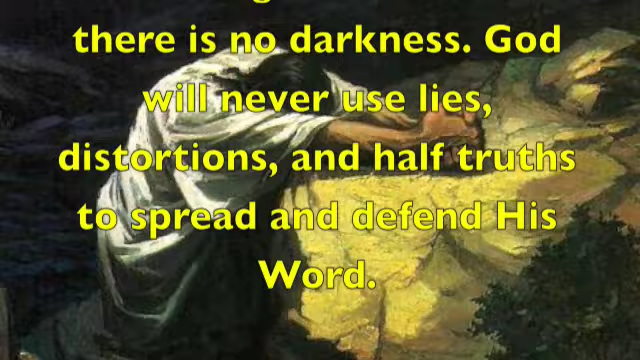 there is no darkness. God
will never use lies,
distortions, and half truths
to spread and defend His
Word.